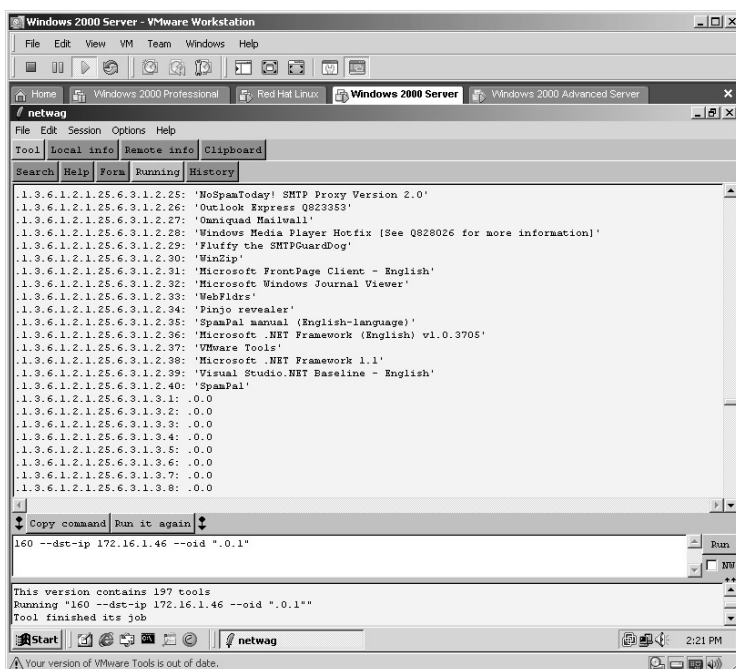 Windows 2000 Server - VMware Workstation
File Edit View VM Team Windows Help
Home Windows 2000 Professional Red Hat Linux Windows 2000 Server Windows 2000 Advanced Server
netwag
File Edit Session Options Help
Tool Local info Remote info Clipboard
Search Help Form Running History
.1.3.6.1.2.1.25.6.3.1.2.25: 'NoSpamToday! SMTP Proxy Version 2.0'
.1.3.6.1.2.1.25.6.3.1.2.26: 'Outlook Express Q823353'
.1.3.6.1.2.1.25.6.3.1.2.27: 'Omniquad Mailwall'
.1.3.6.1.2.1.25.6.3.1.2.28: 'Windows Media Player Hotfix [See Q828026 for more information]'
.1.3.6.1.2.1.25.6.3.1.2.29: 'Fluffy the SMTPGuardDog'
.1.3.6.1.2.1.25.6.3.1.2.30: 'WinZip'
.1.3.6.1.2.1.25.6.3.1.2.31: 'Microsoft FrontPage Client - English'
.1.3.6.1.2.1.25.6.3.1.2.32: 'Microsoft Windows Journal Viewer'
.1.3.6.1.2.1.25.6.3.1.2.33: 'WebFldrs'
.1.3.6.1.2.1.25.6.3.1.2.34: 'Pinjo revealer'
.1.3.6.1.2.1.25.6.3.1.2.35: 'SpamPal manual (English-language)'
.1.3.6.1.2.1.25.6.3.1.2.36: 'Microsoft .NET Framework (English) v1.0.3705'
.1.3.6.1.2.1.25.6.3.1.2.37: 'VMware Tools'
.1.3.6.1.2.1.25.6.3.1.2.38: 'Microsoft .NET Framework 1.1'
.1.3.6.1.2.1.25.6.3.1.2.39: 'Visual Studio.NET Baseline - English'
.1.3.6.1.2.1.25.6.3.1.2.40: 'SpamPal'
.1.3.6.1.2.1.25.6.3.1.3.1: .0.0
.1.3.6.1.2.1.25.6.3.1.3.2: .0.0
.1.3.6.1.2.1.25.6.3.1.3.3: .0.0
.1.3.6.1.2.1.25.6.3.1.3.4: .0.0
.1.3.6.1.2.1.25.6.3.1.3.5: .0.0
.1.3.6.1.2.1.25.6.3.1.3.6: .0.0
.1.3.6.1.2.1.25.6.3.1.3.7: .0.0
.1.3.6.1.2.1.25.6.3.1.3.8: .0.0
Copy command Run it again
160 --dst-ip 172.16.1.46 --oid ".0.1"
Run
NW
This version contains 197 tools
Running "160 --dst-ip 172.16.1.46 --oid ".0.1""
Tool finished its job
Start netwag 2:21 PM
Your version of VMware Tools is out of date.